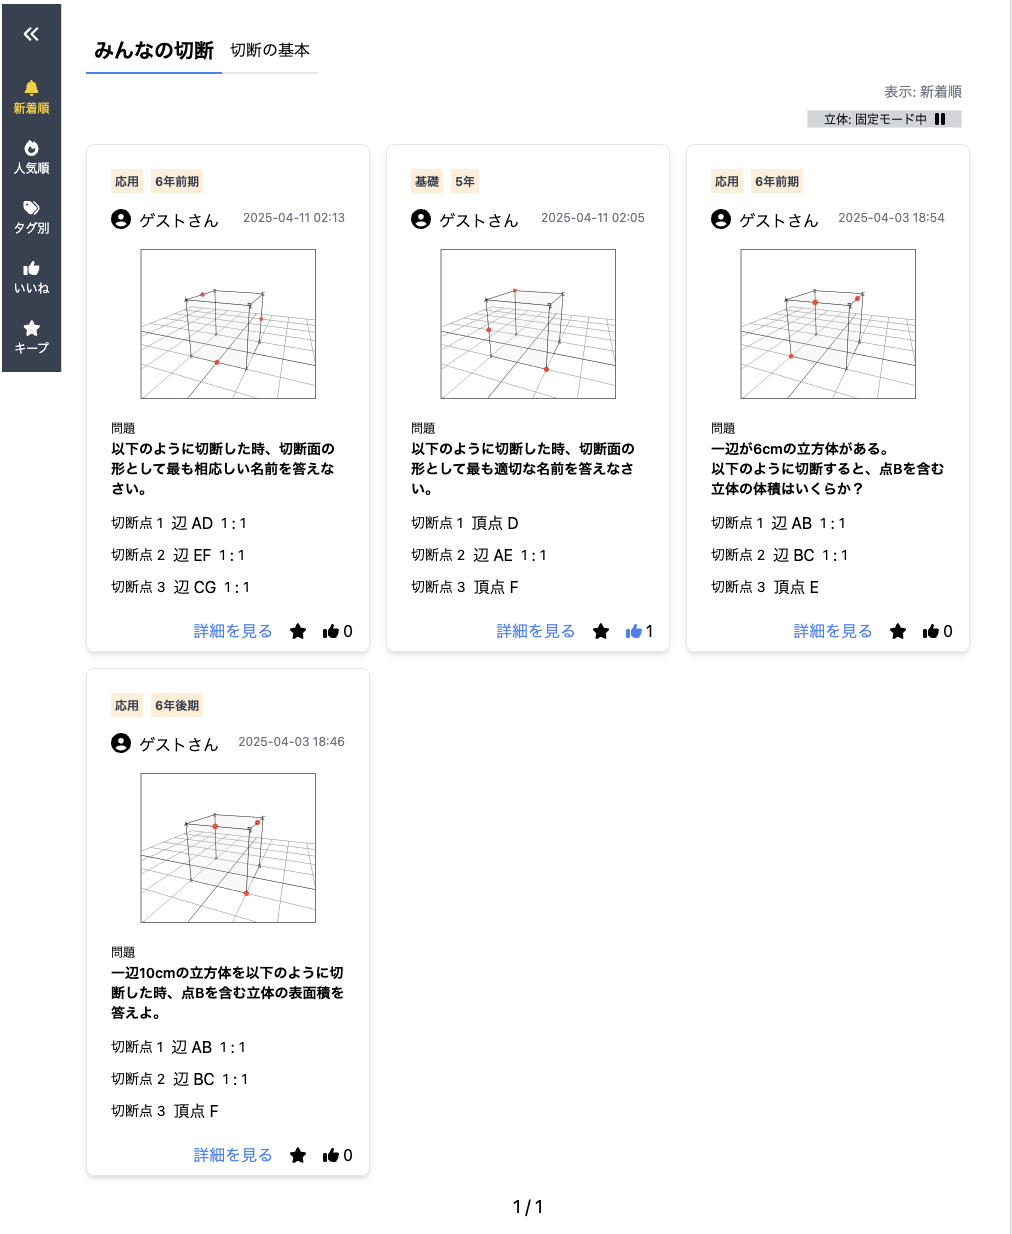 みんなの切断
切断の基本
新着順
人気順
タグ別
いいね
キープ
表示: 新着順
立体: 固定モード中
応用 6年前期
ゲストさん 2025-04-11 02:13
問題
以下のように切断した時、切断面の
形として最も相応しい名前を答えな
さい。
切断点 1 辺 AD 1 : 1
切断点 2 辺 EF 1 : 1
切断点 3 辺 CG 1 : 1
詳細を見る 0
基礎 5年
ゲストさん 2025-04-11 02:05
問題
以下のように切断した時、切断面の
形として最も適切な名前を答えなさ
い。
切断点 1 頂点 D
切断点 2 辺 AE 1 : 1
切断点 3 頂点 F
詳細を見る 1
応用 6年前期
ゲストさん 2025-04-03 18:54
問題
一辺が6cmの立方体がある。
以下のように切断すると、点Bを含む
立体の体積はいくらか？
切断点 1 辺 AB 1 : 1
切断点 2 辺 BC 1 : 1
切断点 3 頂点 E
詳細を見る 0
応用 6年後期
ゲストさん 2025-04-03 18:46
問題
一辺10cmの立方体を以下のように切
断した時、点Bを含む立体の表面積を
答えよ。
切断点 1 辺 AB 1 : 1
切断点 2 辺 BC 1 : 1
切断点 3 頂点 F
詳細を見る 0
1 / 1